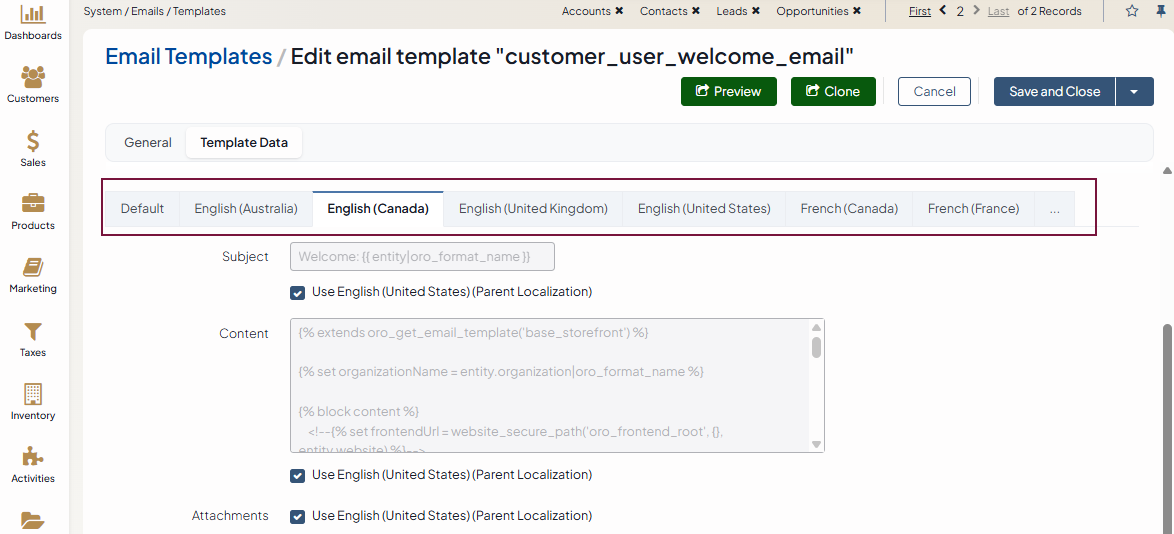 System / Emails / Templates
Accounts ✖ Contacts ✖ Leads ✖ Opportunities ✖
First < 2 > Last of 2 Records
Dashboards
Customers
Sales
Products
Marketing
Taxes
Inventory
Activities
Email Templates / Edit email template "customer_user_welcome_email"
Preview Clone Cancel Save and Close
General Template Data
Default English (Australia) English (Canada) English (United Kingdom) English (United States) French (Canada) French (France) ...
Subject Welcome: {{ entity|oro_format_name }}
Use English (United States) (Parent Localization)
Content {% extends oro_get_email_template('base_storefront') %}
{% set organizationName = entity.organization|oro_format_name %}
{% block content %}
<!--{% set frontendUrl = website_secure_path('oro_frontend_root', {},
entity.website) %}-->
Use English (United States) (Parent Localization)
Attachments Use English (United States) (Parent Localization)